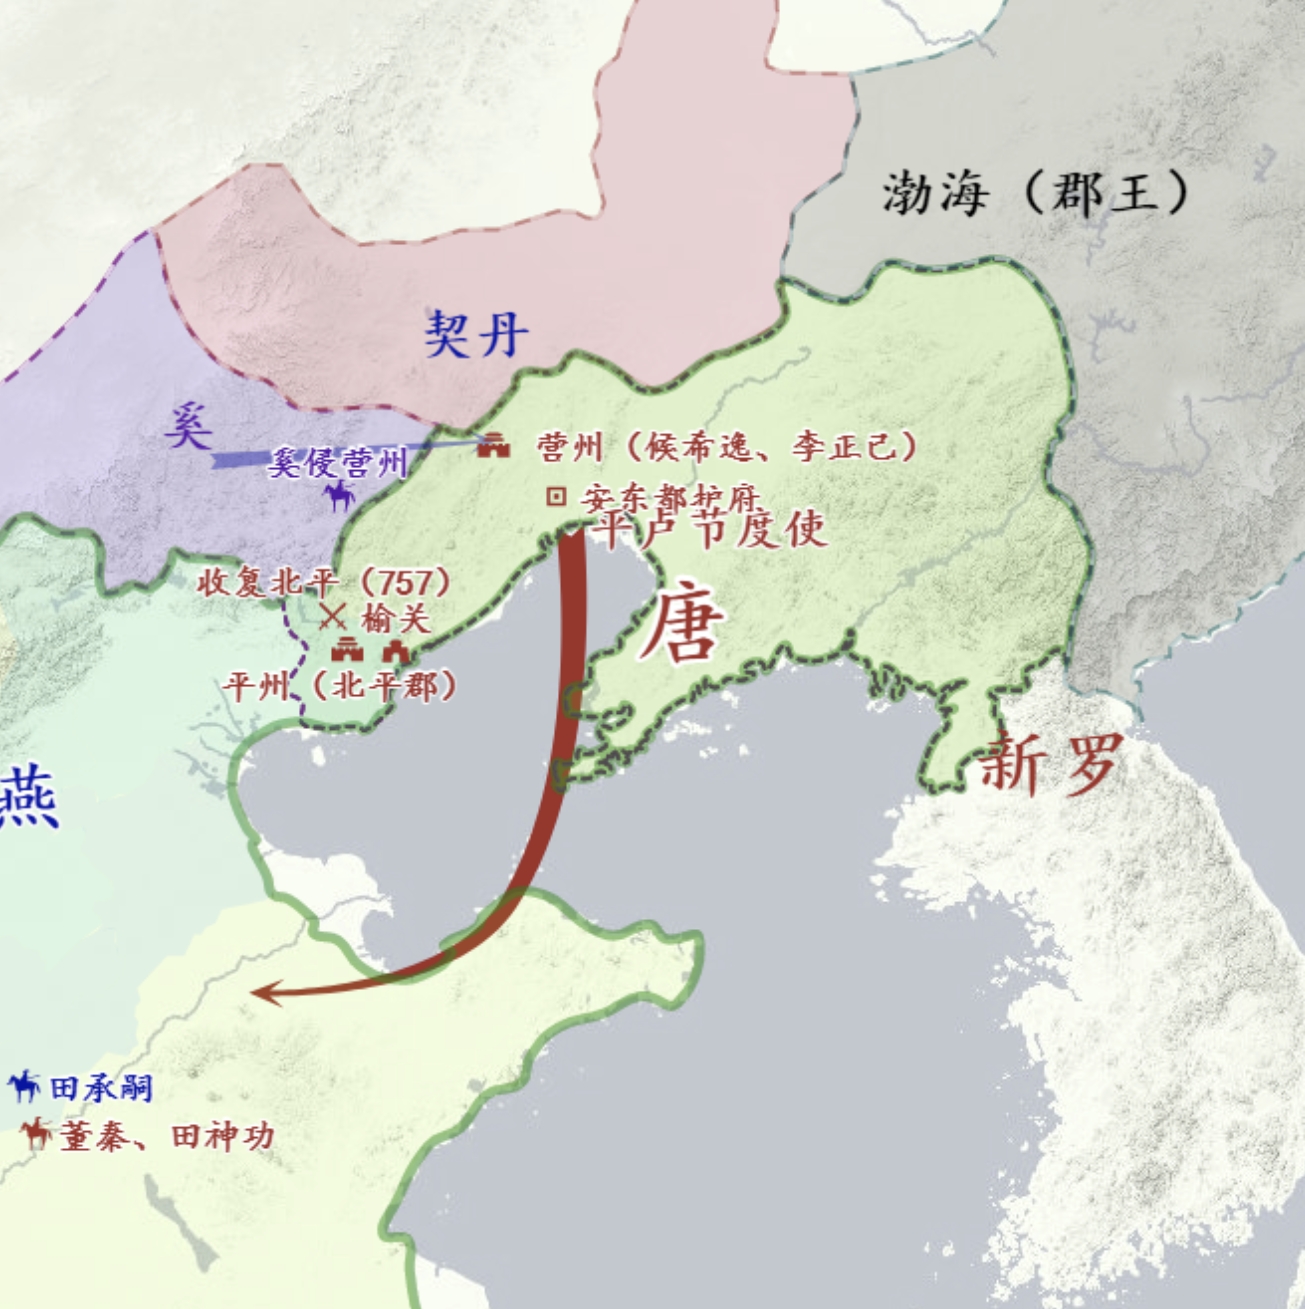 渤海（郡王）
契丹
奚
营州（候希逸、李正己）
奚侵营州
安东都护府
平卢节度使
收复北平（757）
榆关
唐
平州（北平郡）
新罗
燕
田承嗣
董秦、田神功